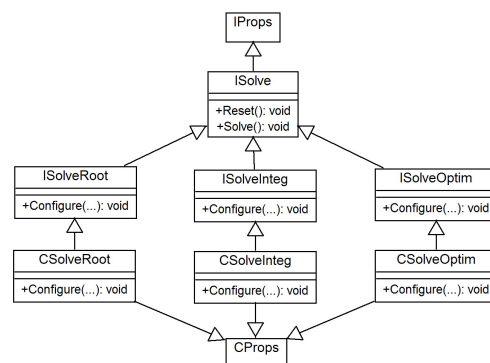 IProps
ISolve
+Reset(): void
+Solve(): void
ISolveRoot
+Configure(...): void
ISolveInteg
+Configure(...): void
ISolveOptim
+Configure(...): void
CSolveRoot
+Configure(...): void
CSolveInteg
+Configure(...): void
CSolveOptim
+Configure(...): void
CProps